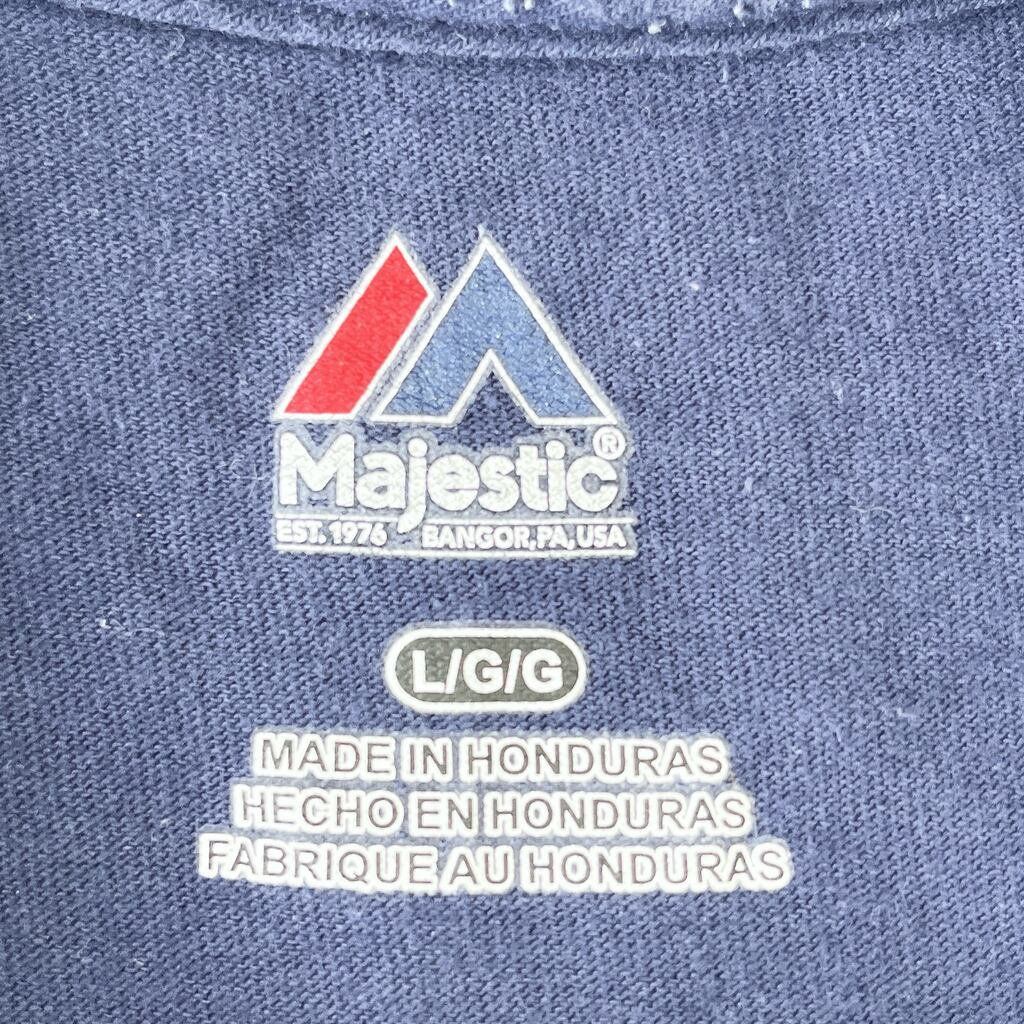 Majestic®
EST. 1976 BANGOR, PA, USA
L/G/G
MADE IN HONDURAS
HECHO EN HONDURAS
FABRIQUE AU HONDURAS